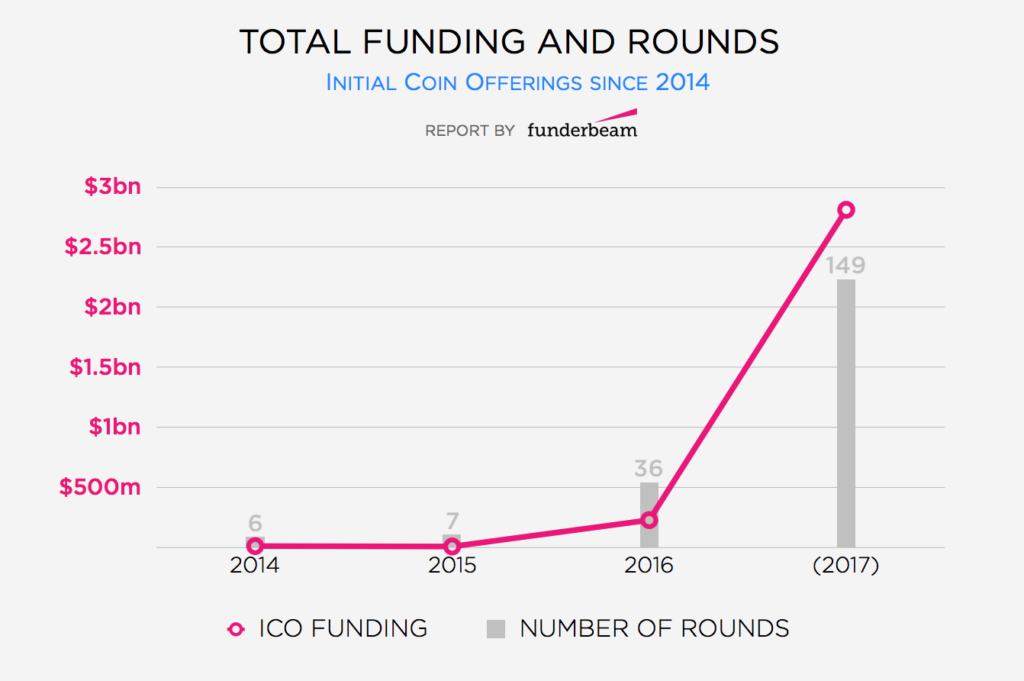 TOTAL FUNDING AND ROUNDS
INITIAL COIN OFFERINGS SINCE 2014
REPORT BY funderbeam
$3bn
$2.5bn
149
$2bn
$1.5bn
$1bn
36
$500m
6
7
2014
2015
2016
(2017)
ICO FUNDING
NUMBER OF ROUNDS